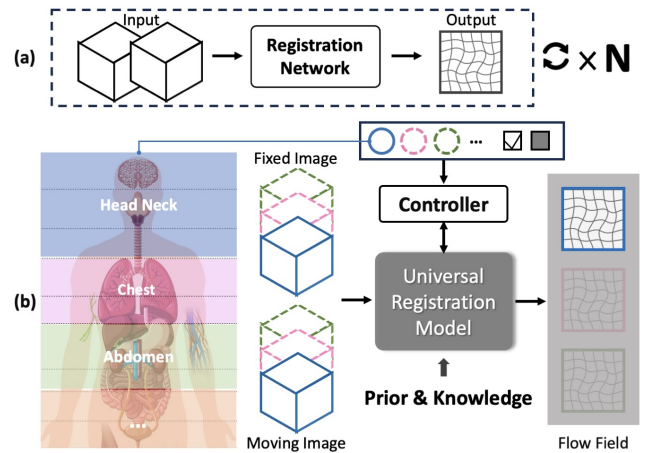 Input
Output
(a)
Registration
Network
× N
Fixed Image
...
Head Neck
Controller
Chest
(b)
Universal
Registration
Model
Abdomen
Prior & Knowledge
...
Moving Image
Flow Field